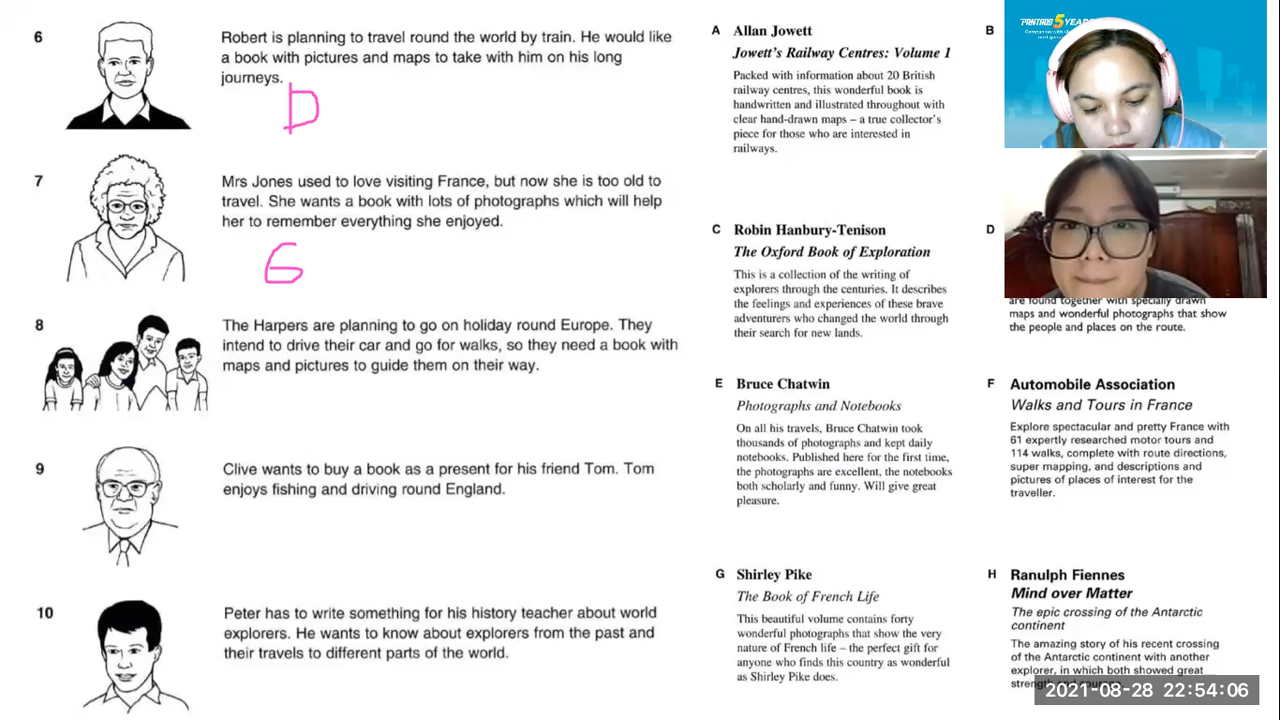 6
Robert is planning to travel round the world by train. He would like
a book with pictures and maps to take with him on his long
journeys.
D
7
Mrs Jones used to love visiting France, but now she is too old to
travel. She wants a book with lots of photographs which will help
her to remember everything she enjoyed.
G
8
The Harpers are planning to go on holiday round Europe. They
intend to drive their car and go for walks, so they need a book with
maps and pictures to guide them on their way.
9
Clive wants to buy a book as a present for his friend Tom. Tom
enjoys fishing and driving round England.
10
Peter has to write something for his history teacher about world
explorers. He wants to know about explorers from the past and
their travels to different parts of the world.
A Allan Jowett
Jowett's Railway Centres: Volume 1
Packed with information about 20 British
railway centres, this wonderful book is
handwritten and illustrated throughout with
clear hand-drawn maps – a true collector's
piece for those who are interested in
railways.
B
PANTADO 5 YEARS
C Robin Hanbury-Tenison
The Oxford Book of Exploration
This is a collection of the writing of
explorers through the centuries. It describes
the feelings and experiences of these brave
adventurers who changed the world through
their search for new lands.
D
are found together with specially drawn
maps and wonderful photographs that show
the people and places on the route.
E Bruce Chatwin
Photographs and Notebooks
On all his travels, Bruce Chatwin took
thousands of photographs and kept daily
notebooks. Published here for the first time,
the photographs are excellent, the notebooks
both scholarly and funny. Will give great
pleasure.
F Automobile Association
Walks and Tours in France
Explore spectacular and pretty France with
61 expertly researched motor tours and
114 walks, complete with route directions,
super mapping, and descriptions and
pictures of places of interest for the
traveller.
G Shirley Pike
The Book of French Life
This beautiful volume contains forty
wonderful photographs that show the very
nature of French life – the perfect gift for
anyone who finds this country as wonderful
as Shirley Pike does.
H Ranulph Fiennes
Mind over Matter
The epic crossing of the Antarctic
continent
The amazing story of his recent crossing
of the Antarctic continent with another
explorer, in which both showed great
2021-08-28 22:54:06